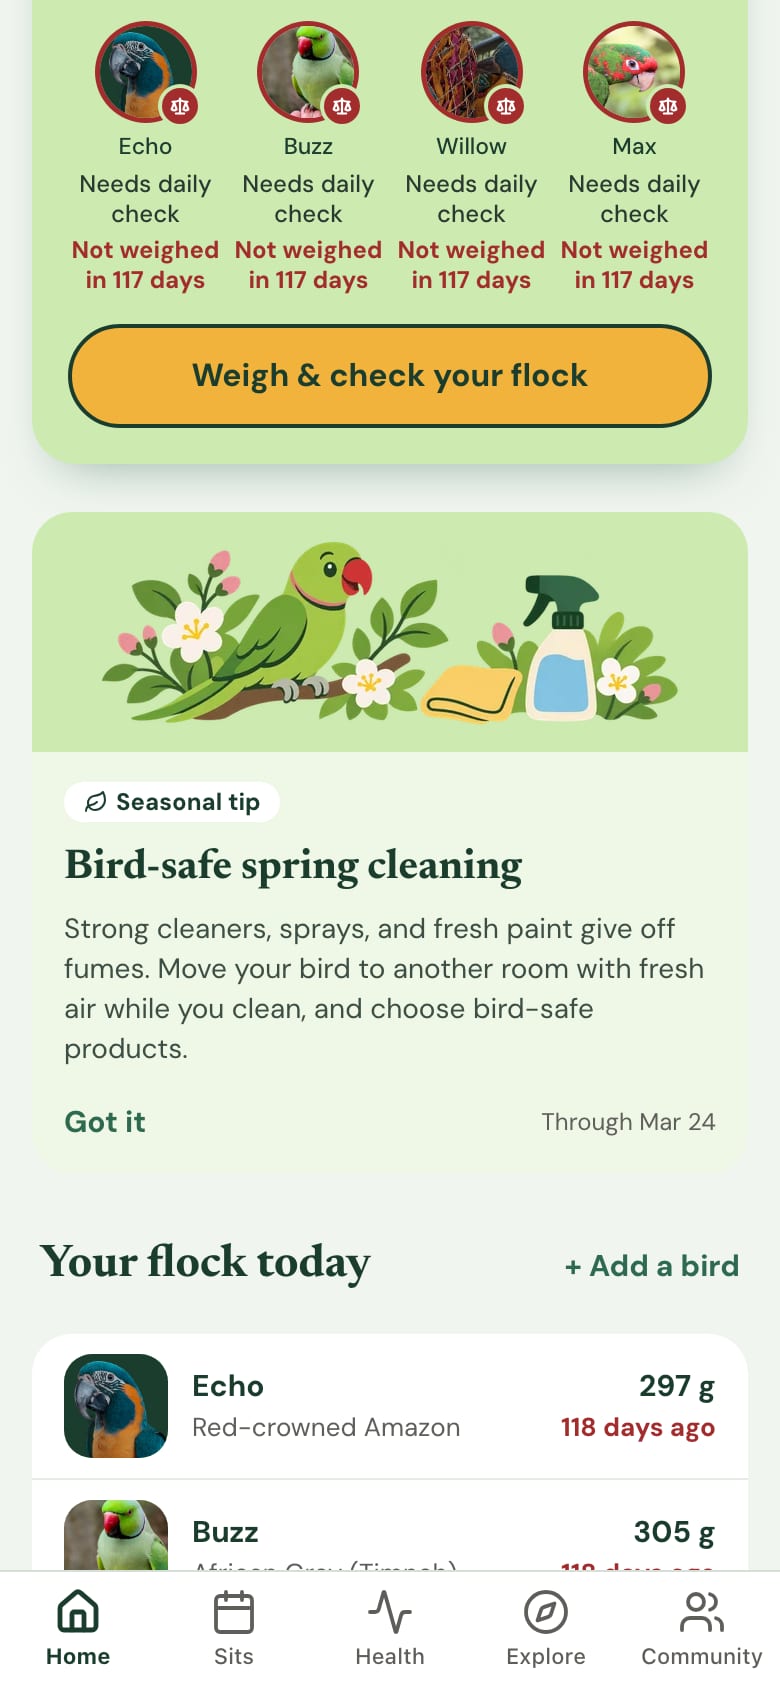 Echo
Buzz
Willow
Max
Needs daily check
Needs daily check
Needs daily check
Needs daily check
Not weighed in 117 days
Not weighed in 117 days
Not weighed in 117 days
Not weighed in 117 days
Weigh & check your flock
Seasonal tip
Bird-safe spring cleaning
Strong cleaners, sprays, and fresh paint give off
fumes. Move your bird to another room with fresh
air while you clean, and choose bird-safe
products.
Got it
Through Mar 24
Your flock today
+ Add a bird
Echo
297 g
Red-crowned Amazon
118 days ago
Buzz
305 g
Home
Sits
Health
Explore
Community